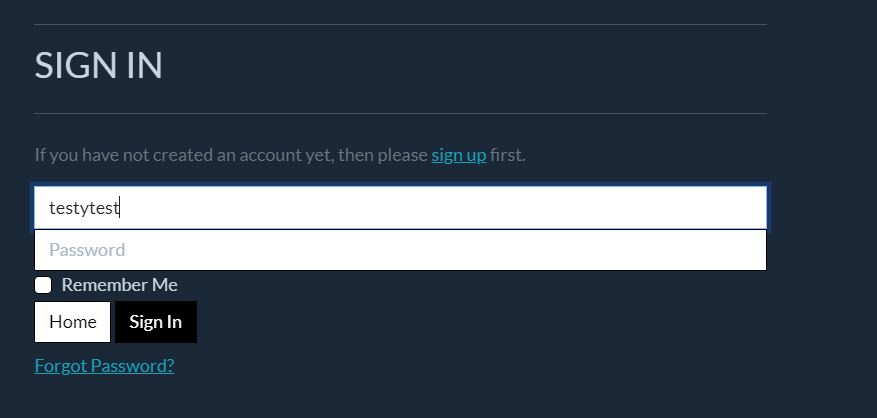 SIGN IN
If you have not created an account yet, then please sign up first.
testytest
Password
Remember Me
Home Sign In
Forgot Password?